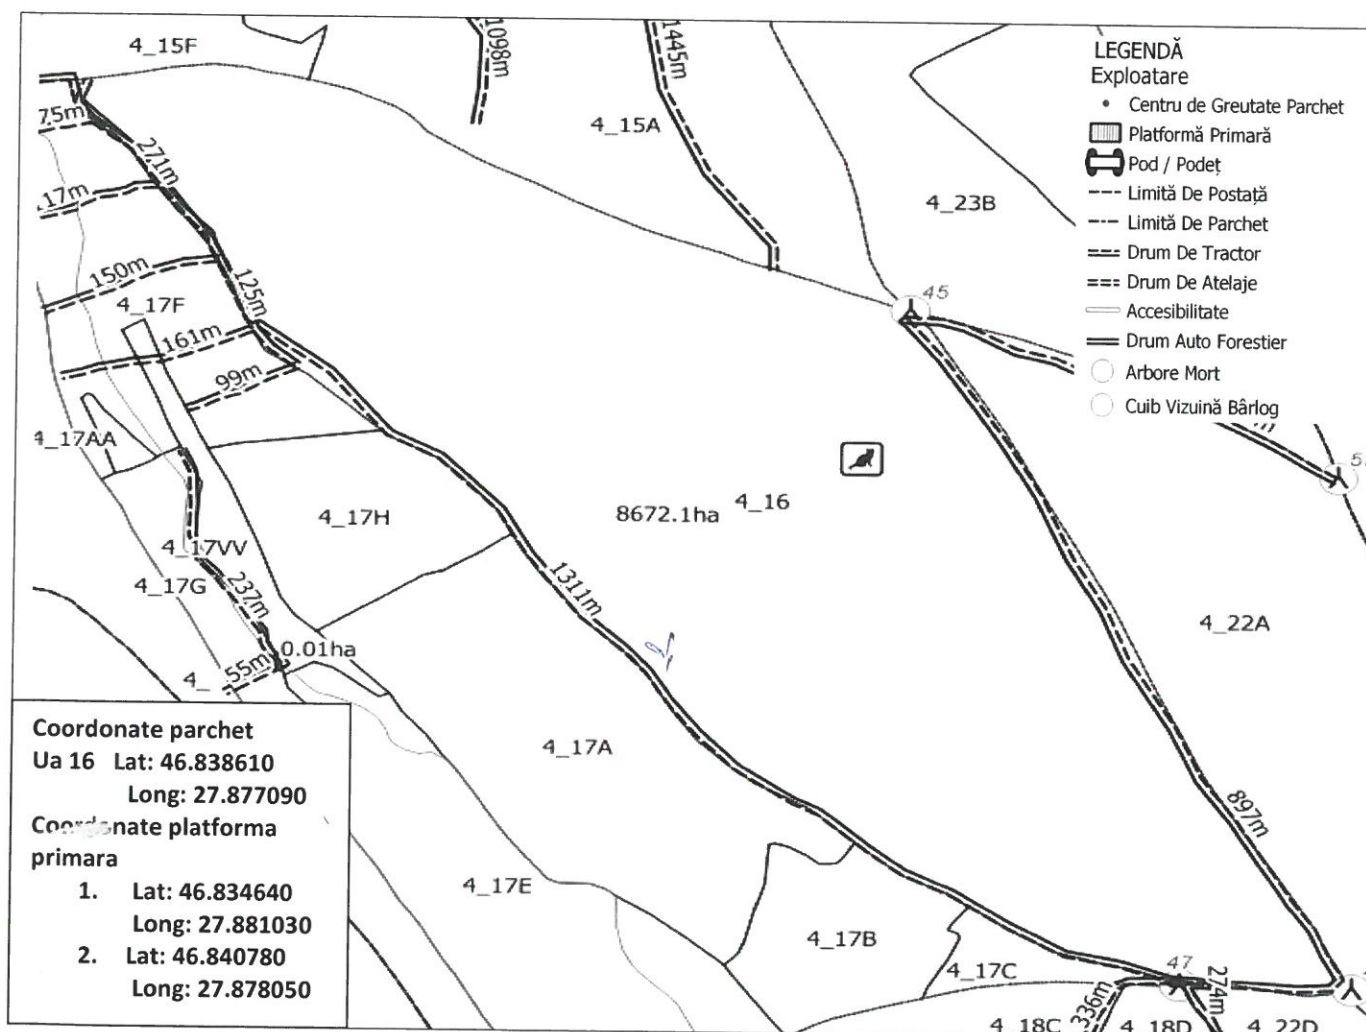 4_15F
1098m
1445m
4_15A
4_23B
LEGENDĂ
Exploatare
Centru de Greutate Parchet
Platformă Primară
Pod / Podeț
Limită De Postață
Limită De Parchet
Drum De Tractor
Drum De Atelaje
Accesibilitate
Drum Auto Forestier
Arbore Mort
Cuib Vizuină Bârlog
75m
271m
17m
150m
125m
4_17F
161m
99m
45
4_17AA
4_17H
8672.1ha
4_16
4_17VV
4_17G
237m
1311m
4_22A
0.01ha
55m
4_
4_17A
897m
4_17E
4_17B
4_17C
47
274m
336m
4_18C
4_18D
4_22D
Coordonate parchet
Ua 16 Lat: 46.838610
Long: 27.877090
Coordonate platforma
primara
1. Lat: 46.834640
Long: 27.881030
2. Lat: 46.840780
Long: 27.878050